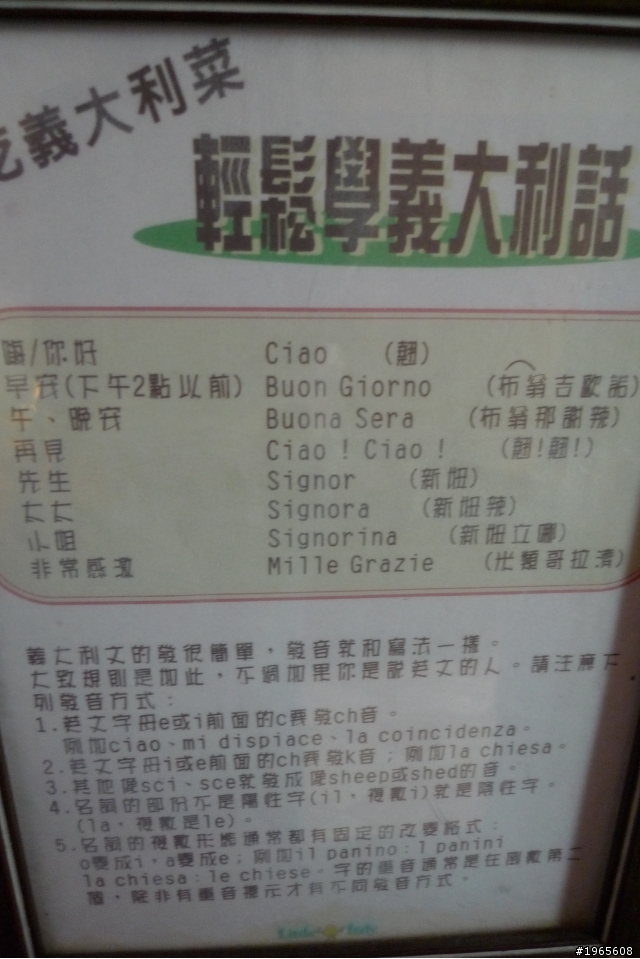 吃義大利菜
輕鬆學義大利話
嗨/你好 Ciao (翹)
早安(下午2點以前) Buon Giorno (布翁吉歐諾)
午、晚安 Buona Sera (布翁那謝辣)
再見 Ciao！Ciao！ (翹!翹!)
先生 Signor (新妞)
太太 Signora (新妞辣)
小姐 Signorina (新妞立娜)
非常感激 Mille Grazie (米類哥拉濟)
義大利文的發很簡單，發音就和寫法一樣。
大致規則是如此，不過如果你是說英文的人。請注意下
列發音方式：
1.英文字母e或i前面的c要發ch音。
例如ciao、mi dispiace、la coincidenza。
2.英文字母i或e前面的ch要發k音；例如la chiesa。
3.其他像sci、sce就發成像sheep或shed的音。
4.名詞的部份不是陽性字(il，複數i)就是陰性字。
(la，複數是le)。
5.名詞的複數形態通常都有固定的改變格式：
o變成i，a變成e；例如il panino：I panini
la chiesa：le chiese。字的重音通常是在倒數第二
個，除非有重音標示才有不同發音方式。
Little Italy
#1965608